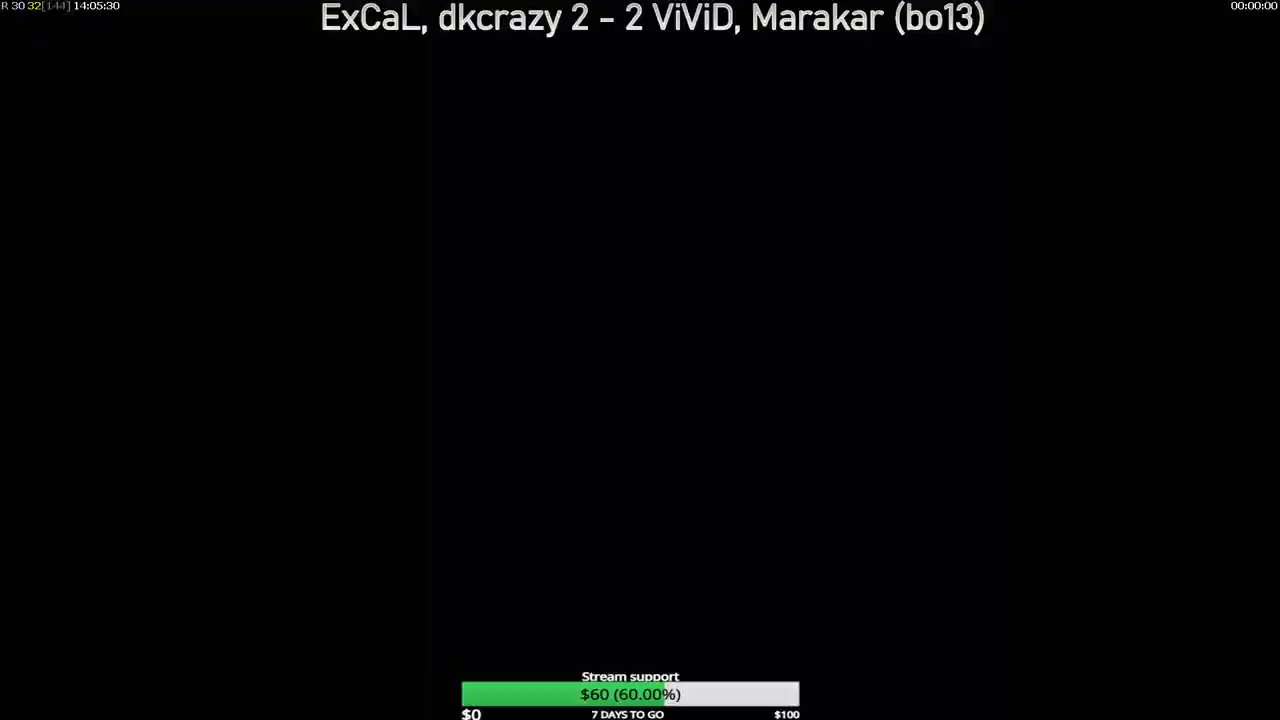 R 30 32[144] 14:05:30
ExCaL, dkcrazy 2 - 2 ViViD, Marakar (bo13)
00:00:00
Stream support
$60 (60.00%)
$0 7 DAYS TO GO $100